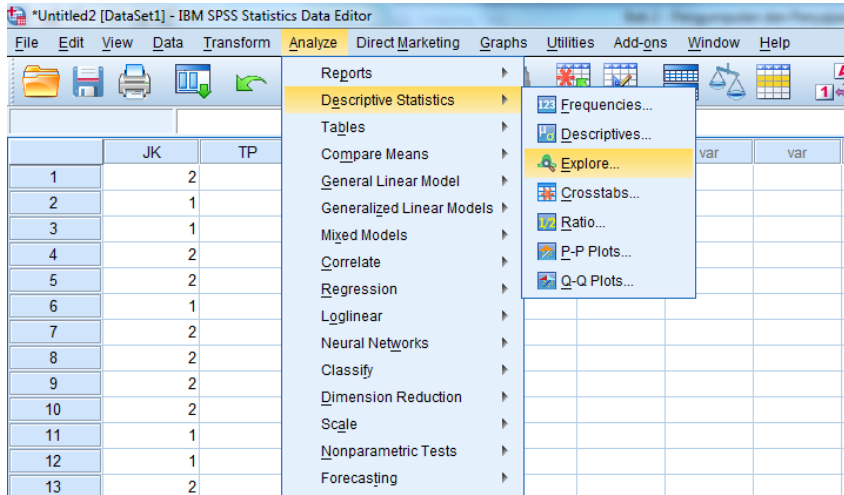 *Untitled2 [DataSet1] - IBM SPSS Statistics Data Editor
File Edit View Data Transform Analyze Direct Marketing Graphs Utilities Add-ons Window Help
Reports
Descriptive Statistics
Tables
Compare Means
General Linear Model
Generalized Linear Models
Mixed Models
Correlate
Regression
Loglinear
Neural Networks
Classify
Dimension Reduction
Scale
Nonparametric Tests
Forecasting
123 Frequencies...
Descriptives...
Explore...
Crosstabs...
1/2 Ratio...
P-P Plots...
Q-Q Plots...
JK TP var var
1 2
2 1
3 1
4 2
5 2
6 1
7 2
8 2
9 2
10 2
11 1
12 1
13 2